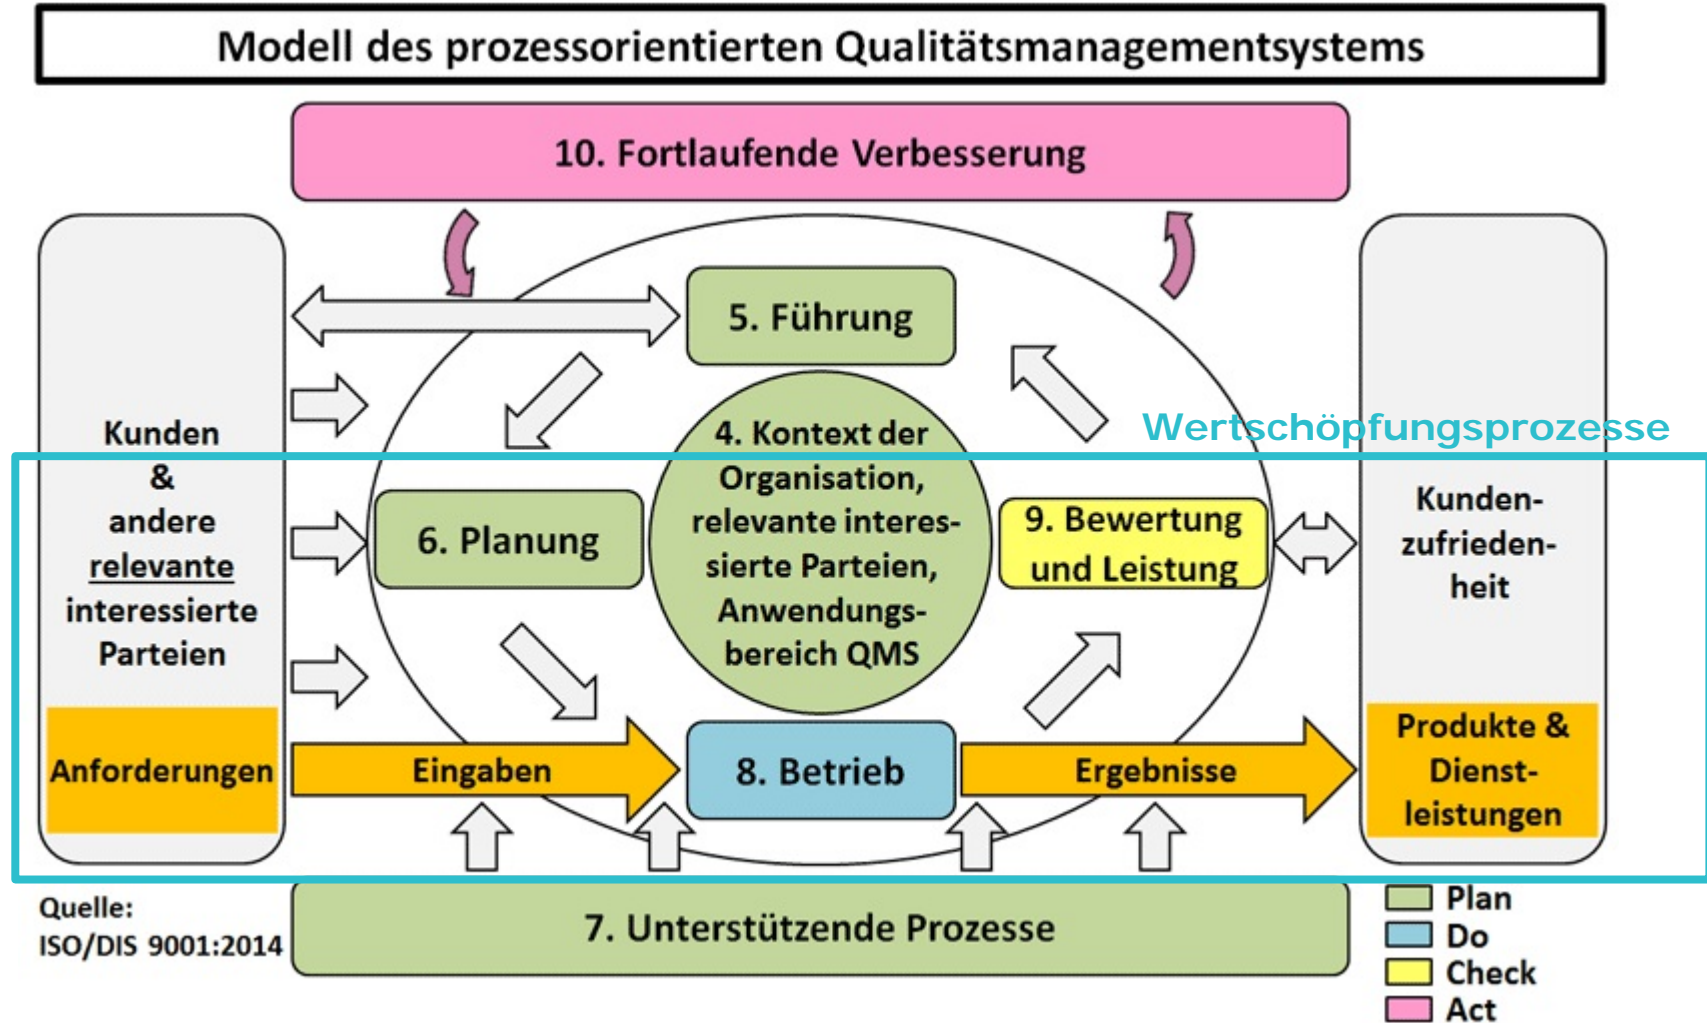 Modell des prozessorientierten Qualitätsmanagementsystems
10. Fortlaufende Verbesserung
5. Führung
Wertschöpfungsprozesse
Kunden
&
andere
relevante
interessierte
Parteien
Anforderungen
4. Kontext der
Organisation,
relevante interes-
sierte Parteien,
Anwendungs-
bereich QMS
6. Planung
9. Bewertung
und Leistung
Kunden-
zufrieden-
heit
Eingaben
8. Betrieb
Ergebnisse
Produkte &
Dienst-
leistungen
7. Unterstützende Prozesse
Quelle:
ISO/DIS 9001:2014
Plan
Do
Check
Act